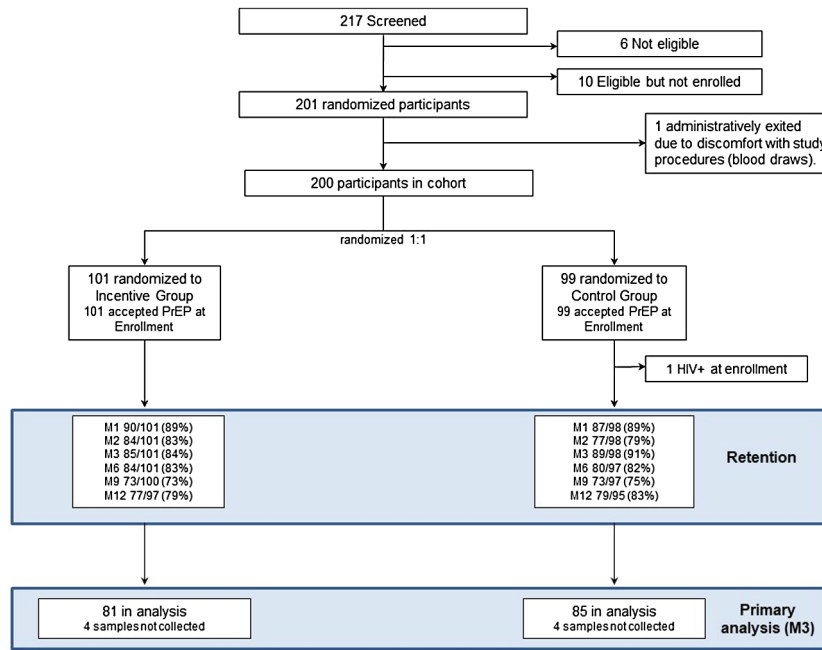 217 Screened
6 Not eligible
10 Eligible but not enrolled
201 randomized participants
1 administratively exited
due to discomfort with study
procedures (blood draws).
200 participants in cohort
randomized 1:1
101 randomized to
Incentive Group
101 accepted PrEP at
Enrollment
99 randomized to
Control Group
99 accepted PrEP at
Enrollment
1 HIV+ at enrollment
M1 90/101 (89%)
M2 84/101 (83%)
M3 85/101 (84%)
M6 84/101 (83%)
M9 73/100 (73%)
M12 77/97 (79%)
M1 87/98 (89%)
M2 77/98 (79%)
M3 89/98 (91%)
M6 80/97 (82%)
M9 73/97 (75%)
M12 79/95 (83%)
Retention
81 in analysis
4 samples not collected
85 in analysis
4 samples not collected
Primary
analysis (M3)